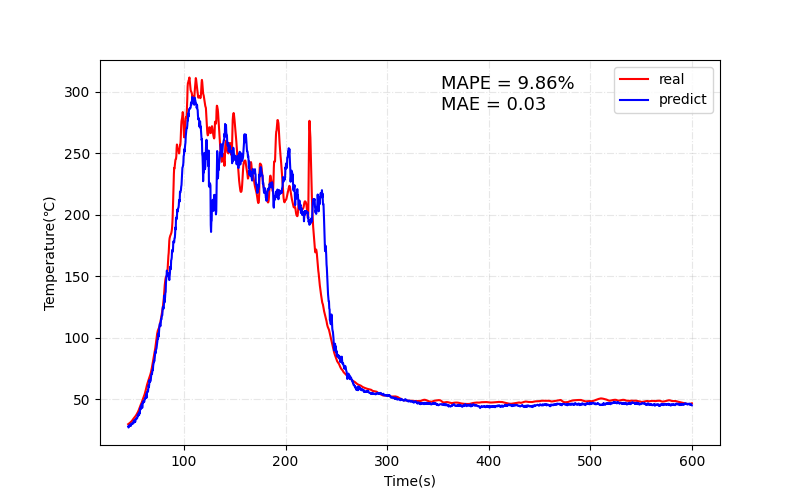 MAPE = 9.86%
MAE = 0.03
real
predict
Temperature(℃)
300
250
200
150
100
50
100 200 300 400 500 600
Time(s)